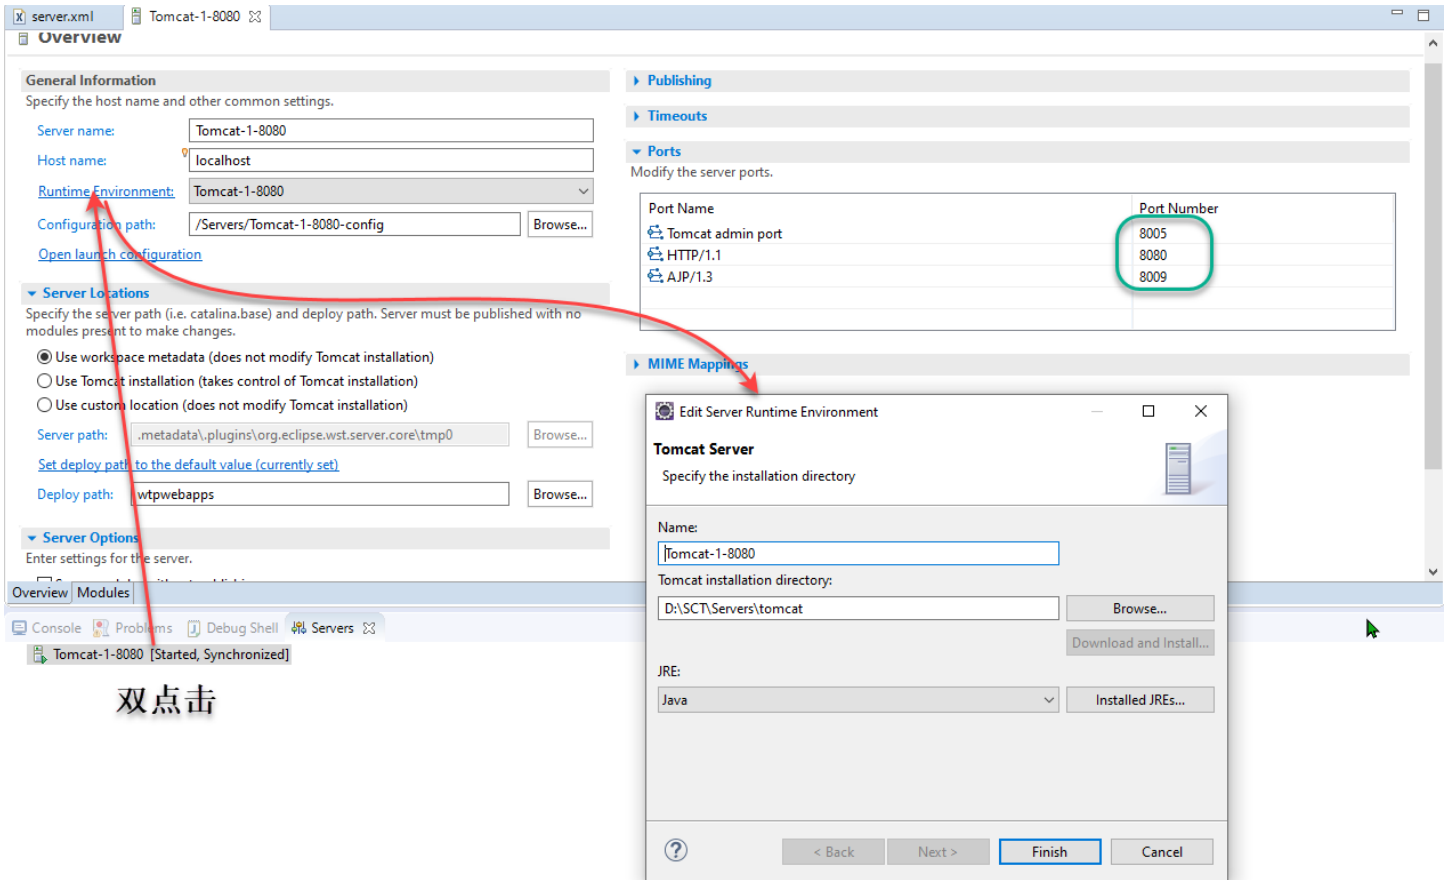 server.xml
Tomcat-1-8080
Overview
General Information
Specify the host name and other common settings.
Server name:
Tomcat-1-8080
Host name:
localhost
Runtime Environment:
Tomcat-1-8080
Configuration path:
/Servers/Tomcat-1-8080-config
Browse...
Open launch configuration
Server Locations
Specify the server path (i.e. catalina.base) and deploy path. Server must be published with no
modules present to make changes.
Use workspace metadata (does not modify Tomcat installation)
Use Tomcat installation (takes control of Tomcat installation)
Use custom location (does not modify Tomcat installation)
Server path:
.metadata\.plugins\org.eclipse.wst.server.core\tmp0
Browse...
Set deploy path to the default value (currently set)
Deploy path:
wtpwebapps
Browse...
Server Options
Enter settings for the server.
Overview
Modules
Publishing
Timeouts
Ports
Modify the server ports.
Port Name
Port Number
Tomcat admin port
8005
HTTP/1.1
8080
AJP/1.3
8009
MIME Mappings
Console
Problems
Debug Shell
Servers
Tomcat-1-8080 [Started, Synchronized]
双点击
Edit Server Runtime Environment
Tomcat Server
Specify the installation directory
Name:
Tomcat-1-8080
Tomcat installation directory:
D:\SCT\Servers\tomcat
Browse...
Download and Install...
JRE:
Java
Installed JREs...
< Back
Next >
Finish
Cancel